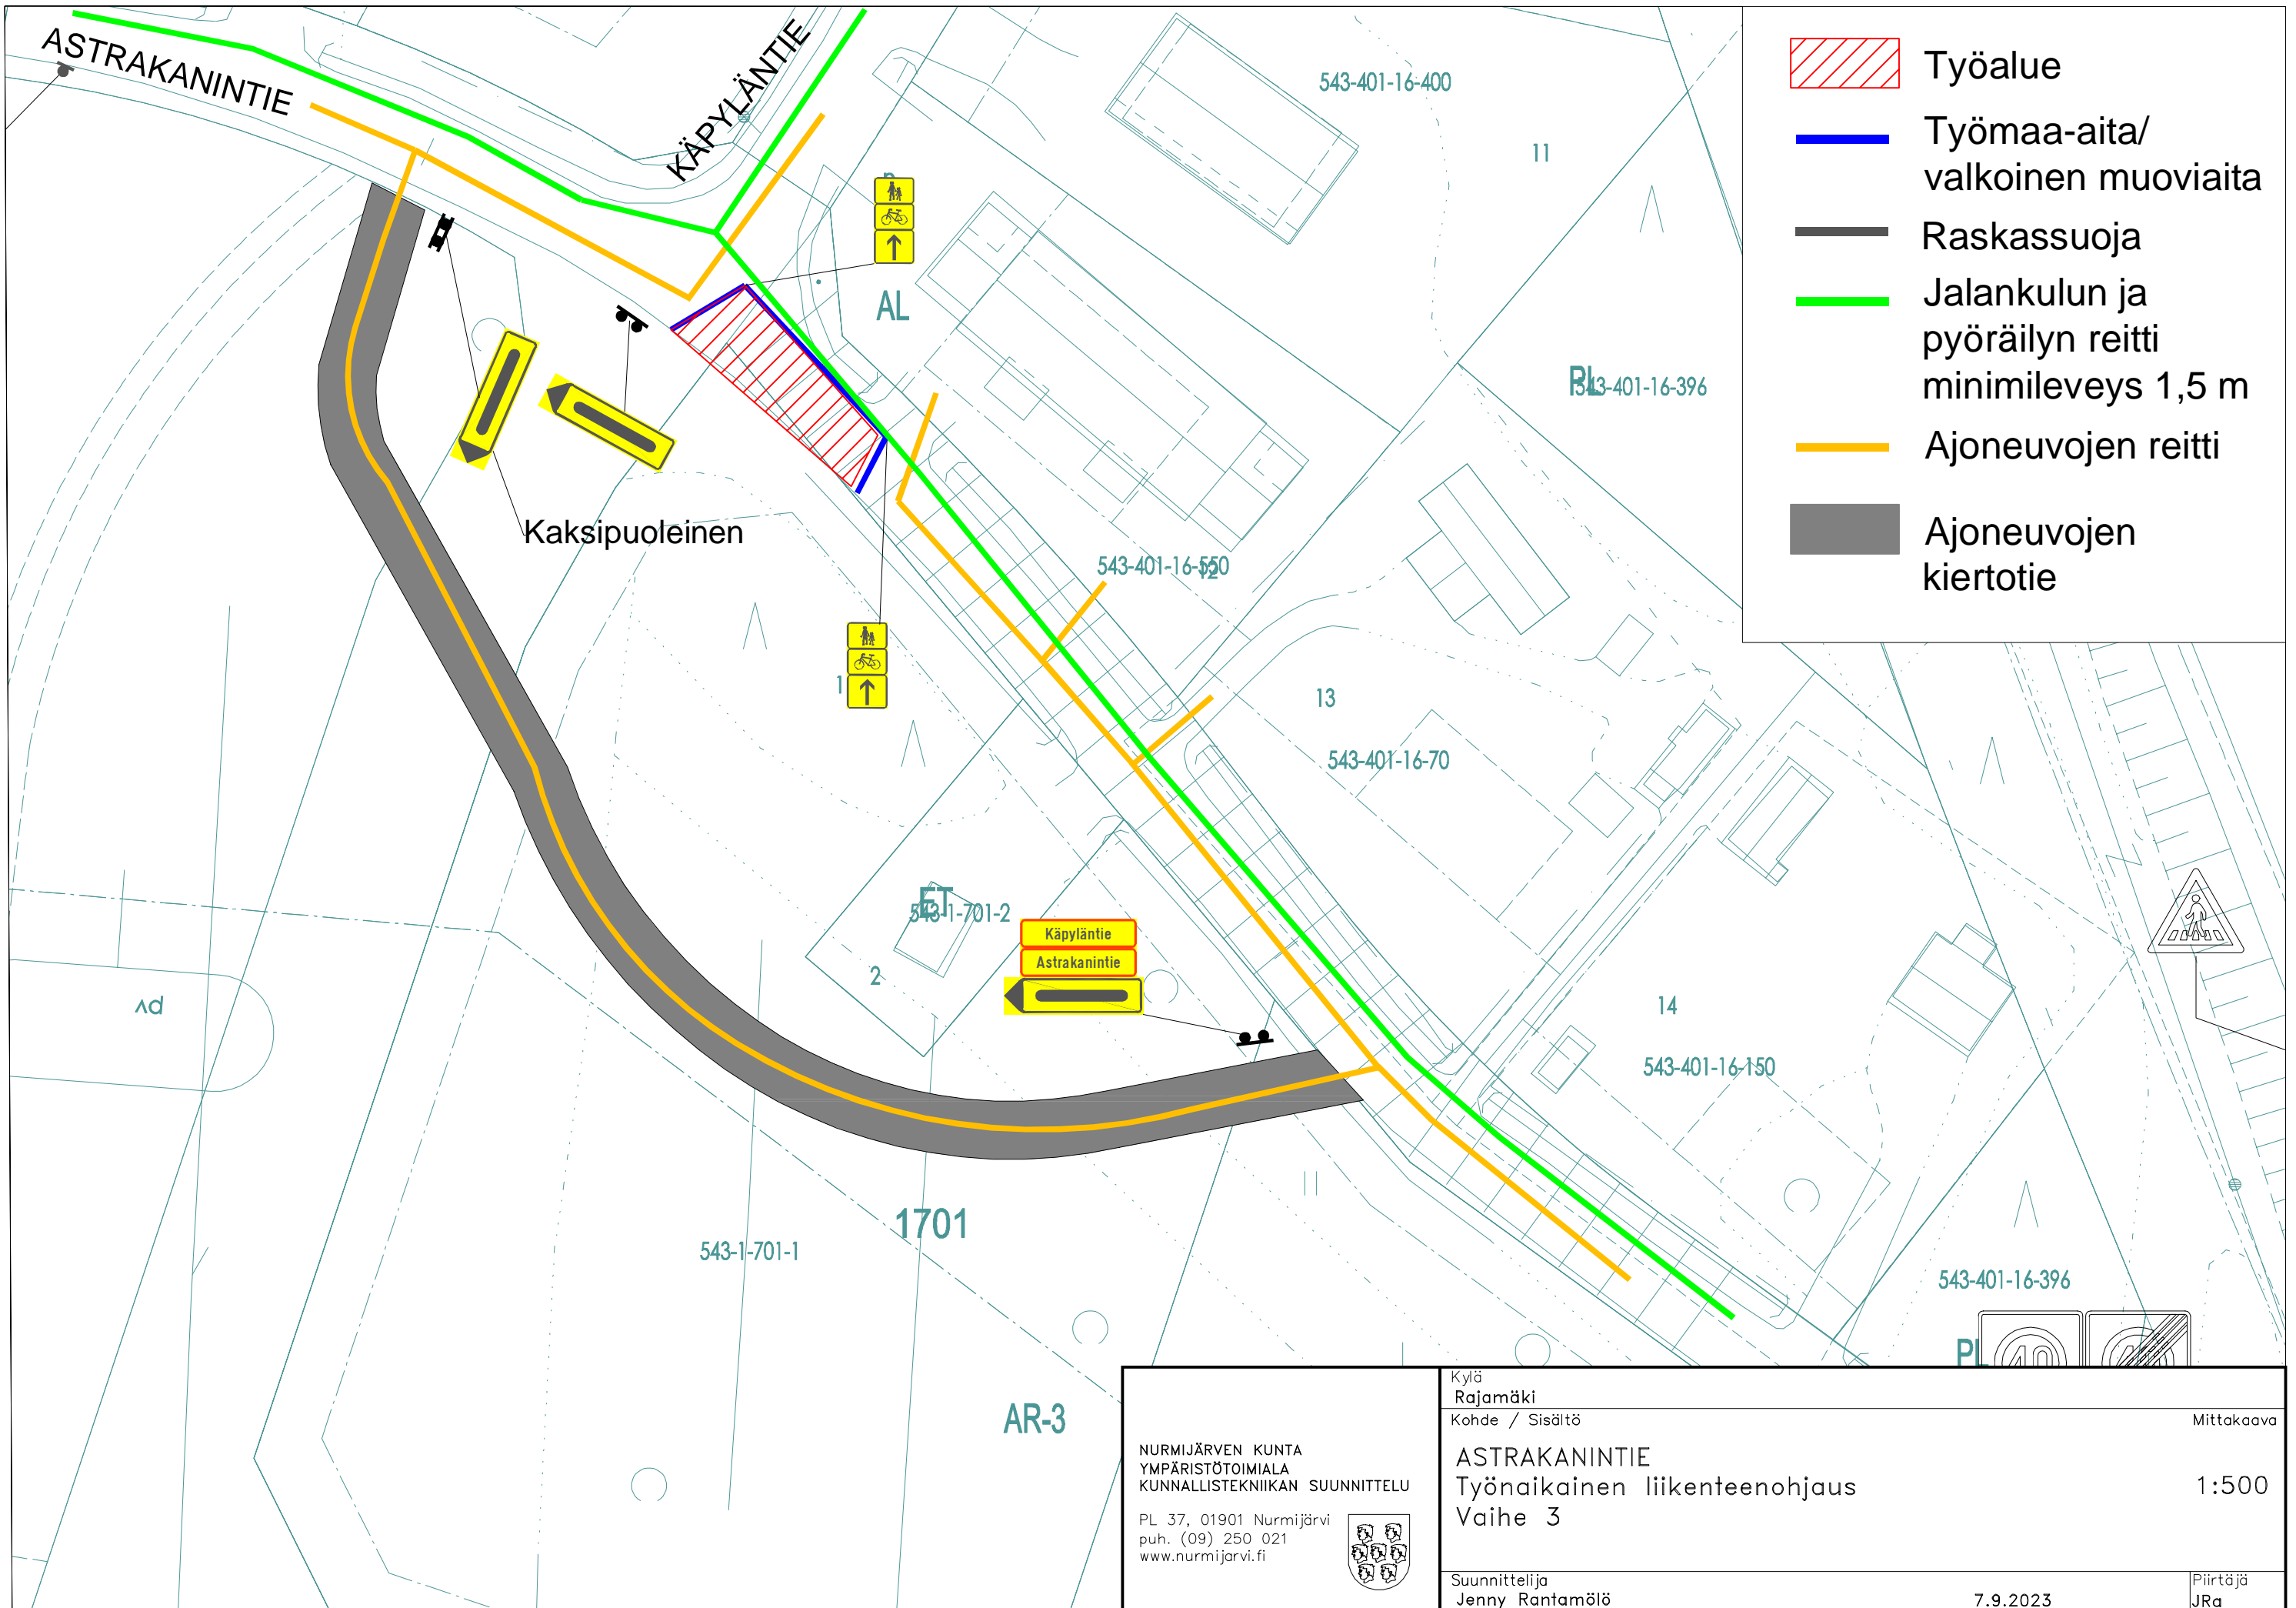 ASTRAKANINTIE
KÄPYLÄNTIE
543-401-16-400
11
AL
PL
543-401-16-396
Kaksipuoleinen
543-401-16-550
12
1
13
543-401-16-70
ET
543-1-701-2
2
Käpyläntie
Astrakanintie
pv
14
543-401-16-150
1701
543-1-701-1
543-401-16-396
PL
40
AR-3
Työalue
Työmaa-aita/
valkoinen muoviaita
Raskassuoja
Jalankulun ja
pyöräilyn reitti
minimileveys 1,5 m
Ajoneuvojen reitti
Ajoneuvojen
kiertotie
NURMIJÄRVEN KUNTA
YMPÄRISTÖTOIMIALA
KUNNALLISTEKNIIKAN SUUNNITTELU
PL 37, 01901 Nurmijärvi
puh. (09) 250 021
www.nurmijarvi.fi
Kylä
Rajamäki
Kohde / Sisältö
Mittakaava
ASTRAKANINTIE
Työnaikainen liikenteenohjaus
1:500
Vaihe 3
Suunnittelija
Piirtäjä
Jenny Rantamölö
7.9.2023
JRa